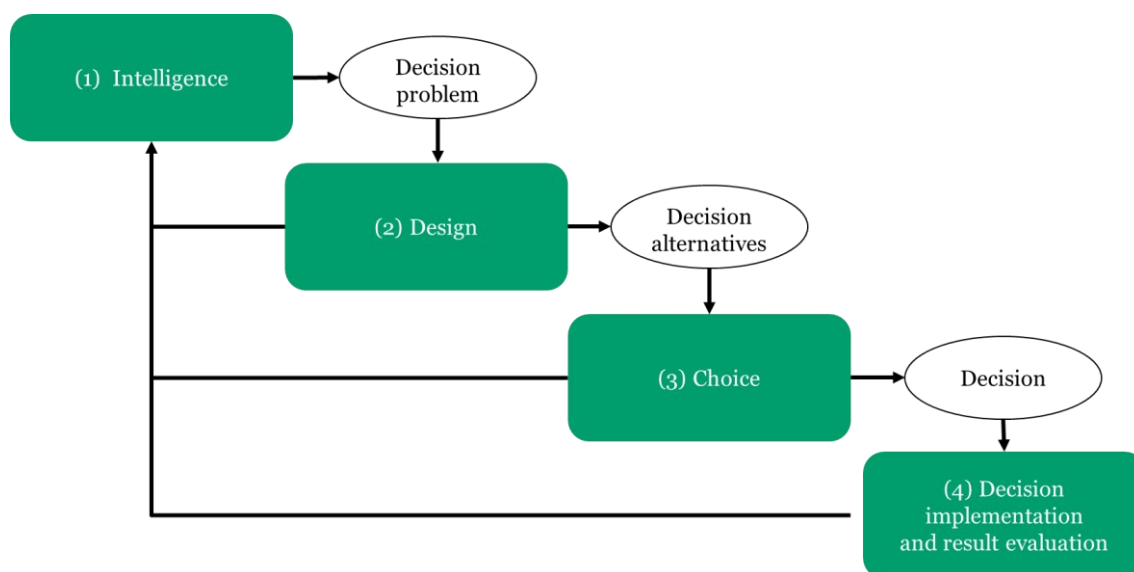 (1) Intelligence
Decision
problem
(2) Design
Decision
alternatives
(3) Choice
Decision
(4) Decision
implementation
and result evaluation